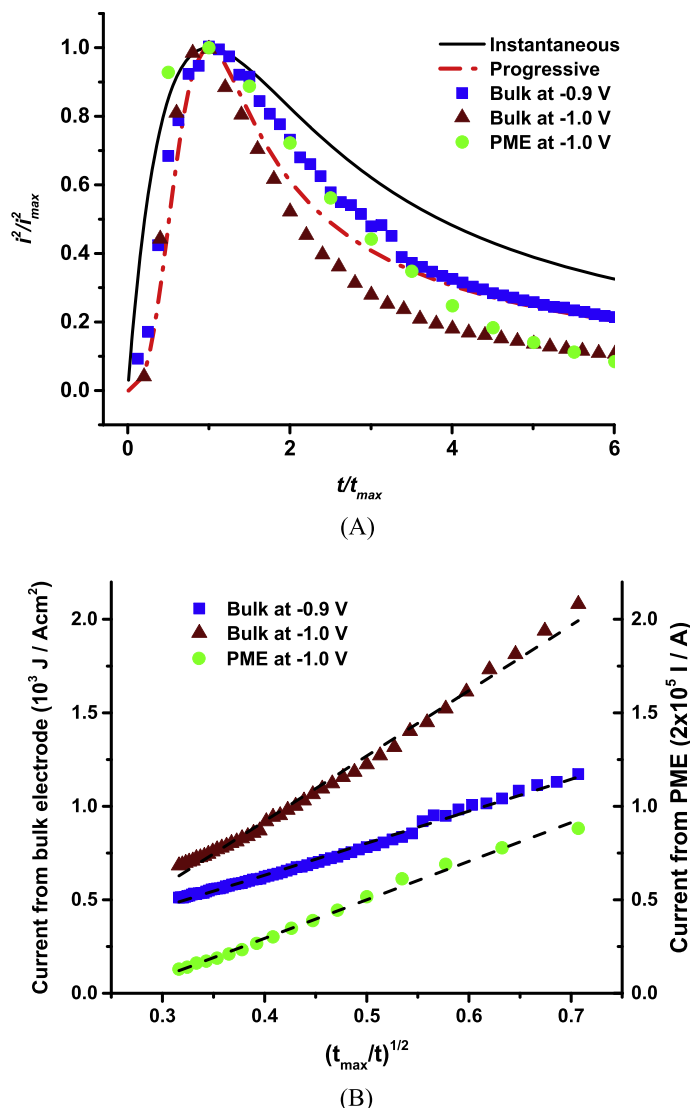 1.0
0.8
0.6
0.4
0.2
0.0
i²/i²max
Instantaneous
Progressive
Bulk at -0.9 V
Bulk at -1.0 V
PME at -1.0 V
0
2
4
6
t/tmax
(A)
Current from bulk electrode (10³ J / Acm²)
2.0
1.5
1.0
0.5
0.0
Bulk at -0.9 V
Bulk at -1.0 V
PME at -1.0 V
2.0
1.5
1.0
0.5
0.0
Current from PME (2x10⁵ I / A)
0.3
0.4
0.5
0.6
0.7
(tmax/t)1/2
(B)